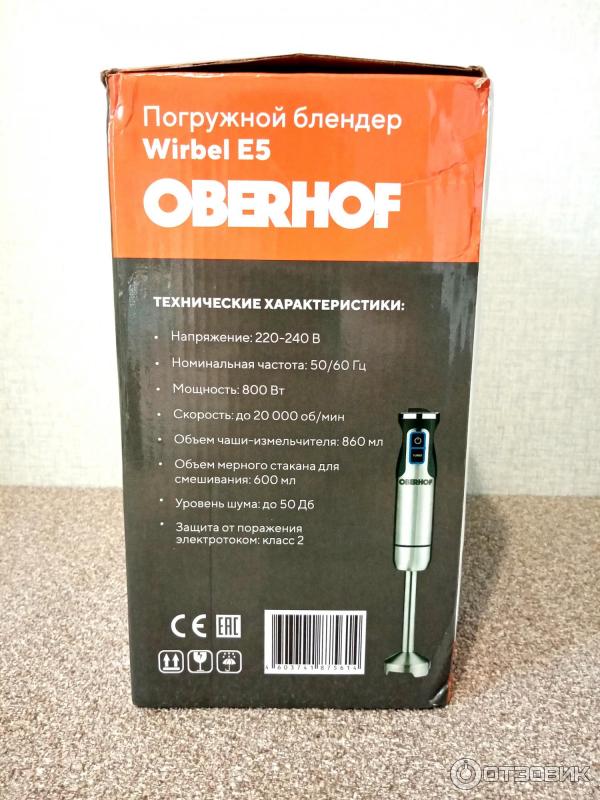 Погружной блендер
Wirbel E5
OBERHOF
ТЕХНИЧЕСКИЕ ХАРАКТЕРИСТИКИ:
• Напряжение: 220-240 В
• Номинальная частота: 50/60 Гц
• Мощность: 800 Вт
• Скорость: до 20 000 об/мин
• Объем чаши-измельчителя: 860 мл
• Объем мерного стакана для
смешивания: 600 мл
• Уровень шума: до 50 Дб
• Защита от поражения
электротоком: класс 2
OBERHOF
CE EAC
4603741875614
ОТЗОВИК